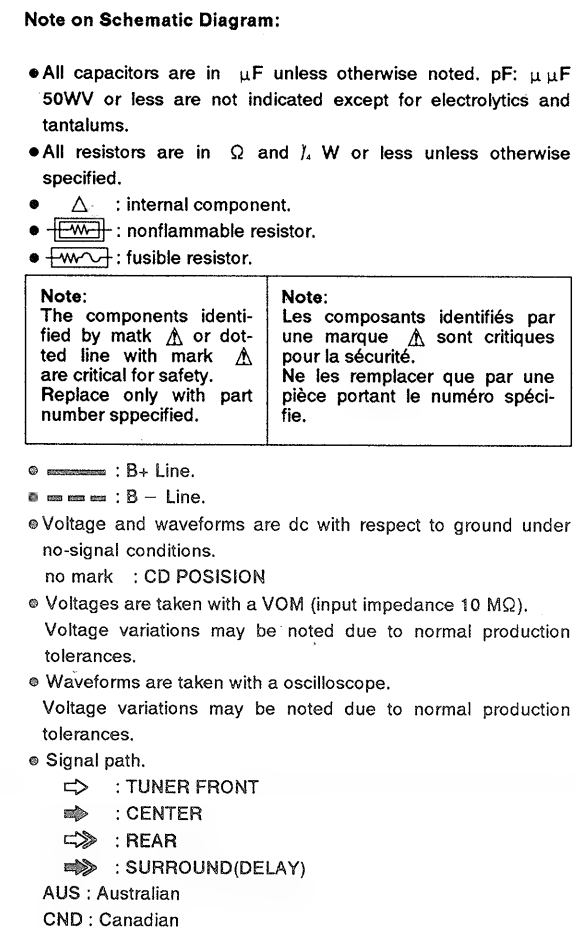 Note on Schematic Diagram:
● All capacitors are in μF unless otherwise noted. pF: μ μF
50WV or less are not indicated except for electrolytics and
tantalums.
● All resistors are in Ω and 1/4 W or less unless otherwise
specified.
● △ : internal component.
● : nonflammable resistor.
● : fusible resistor.
Note:
The components identi-
fied by matk ⚠ or dot-
ted line with mark ⚠
are critical for safety.
Replace only with part
number sppecified.
Note:
Les composants identifiés par
une marque ⚠ sont critiques
pour la sécurité.
Ne les remplacer que par une
pièce portant le numéro spéci-
fie.
● : B+ Line.
● : B − Line.
● Voltage and waveforms are dc with respect to ground under
no-signal conditions.
no mark : CD POSISION
● Voltages are taken with a VOM (input impedance 10 MΩ).
Voltage variations may be noted due to normal production
tolerances.
● Waveforms are taken with a oscilloscope.
Voltage variations may be noted due to normal production
tolerances.
● Signal path.
: TUNER FRONT
: CENTER
: REAR
: SURROUND(DELAY)
AUS : Australian
CND : Canadian